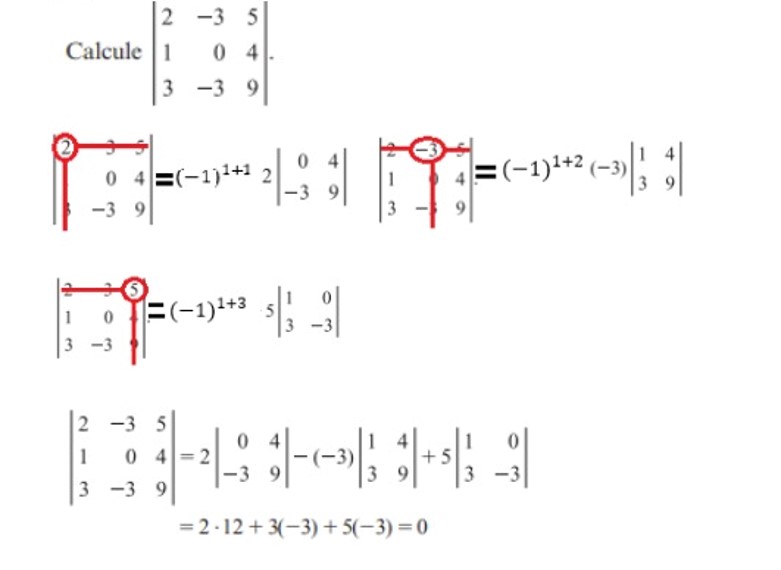 Calcule |2 −3 5|
|1 0 4|.
|3 −3 9|
|2 3 5|
| 0 4| =(−1)¹⁺¹ 2 |0 4|
|3 −3 9| |−3 9|
|2 −3 5|
|1 0 4| = (−1)¹⁺² (−3) |1 4|
|3 − 9| |3 9|
|2 3 5|
|1 0 | = (−1)¹⁺³ 5 |1 0|
|3 −3 9| |3 −3|
|2 −3 5|
|1 0 4| = 2 |0 4| − (−3) |1 4| + 5 |1 0|
|3 −3 9| |−3 9| |3 9| |3 −3|
= 2 · 12 + 3(−3) + 5(−3) = 0